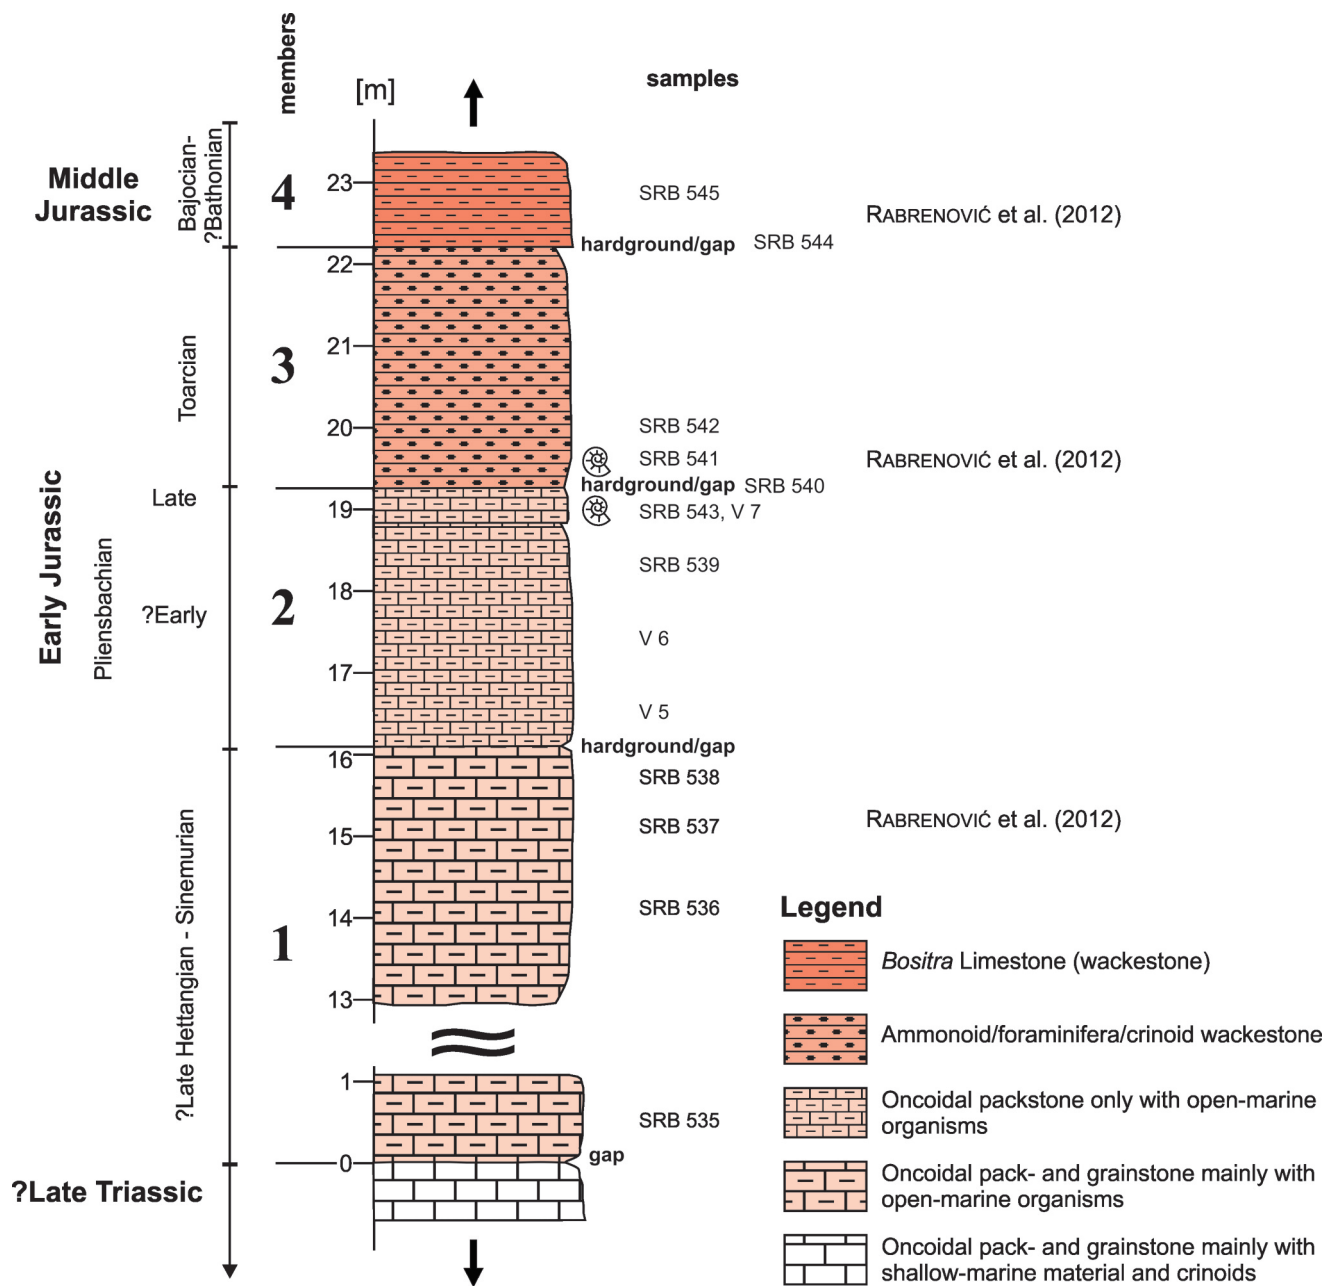 members
[m]
samples
Middle
Jurassic
Bajocian-
?Bathonian
4
23
SRB 545
RABRENOVIĆ et al. (2012)
hardground/gap SRB 544
22
Toarcian
3
21
20
SRB 542
SRB 541
RABRENOVIĆ et al. (2012)
hardground/gap SRB 540
Early Jurassic
Pliensbachian
Late
19
SRB 543, V 7
SRB 539
18
?Early
2
V 6
17
V 5
hardground/gap
16
SRB 538
15
SRB 537
RABRENOVIĆ et al. (2012)
?Late Hettangian - Sinemurian
1
14
SRB 536
13
1
SRB 535
gap
0
?Late Triassic
Legend
Bositra Limestone (wackestone)
Ammonoid/foraminifera/crinoid wackestone
Oncoidal packstone only with open-marine
organisms
Oncoidal pack- and grainstone mainly with
open-marine organisms
Oncoidal pack- and grainstone mainly with
shallow-marine material and crinoids